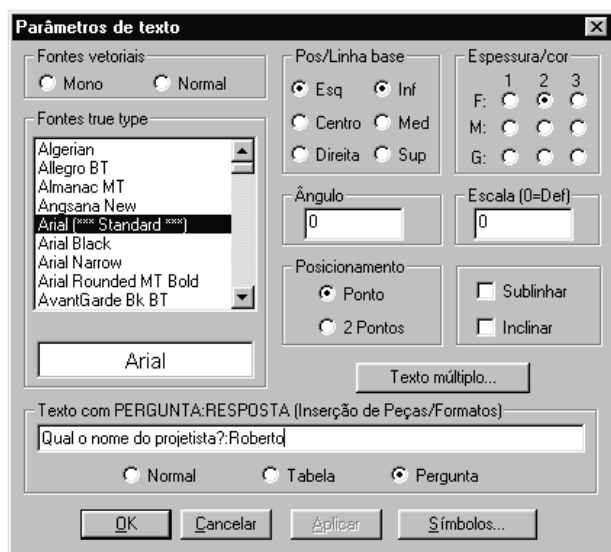 Parâmetros de texto
Fontes vetoriais
Mono Normal
Fontes true type
Algerian
Allegro BT
Almanac MT
Angsana New
Arial (*** Standard ***)
Arial Black
Arial Narrow
Arial Rounded MT Bold
AvantGarde Bk BT
Arial
Pos/Linha base
Esq Inf
Centro Med
Direita Sup
Espessura/cor
1 2 3
F:
M:
G:
Ângulo
0
Escala (0=Def)
0
Posicionamento
Ponto
2 Pontos
Sublinhar
Inclinar
Texto múltiplo...
Texto com PERGUNTA:RESPOSTA (Inserção de Peças/Formatos)
Qual o nome do projetista?:Roberto
Normal Tabela Pergunta
OK Cancelar Aplicar Símbolos...